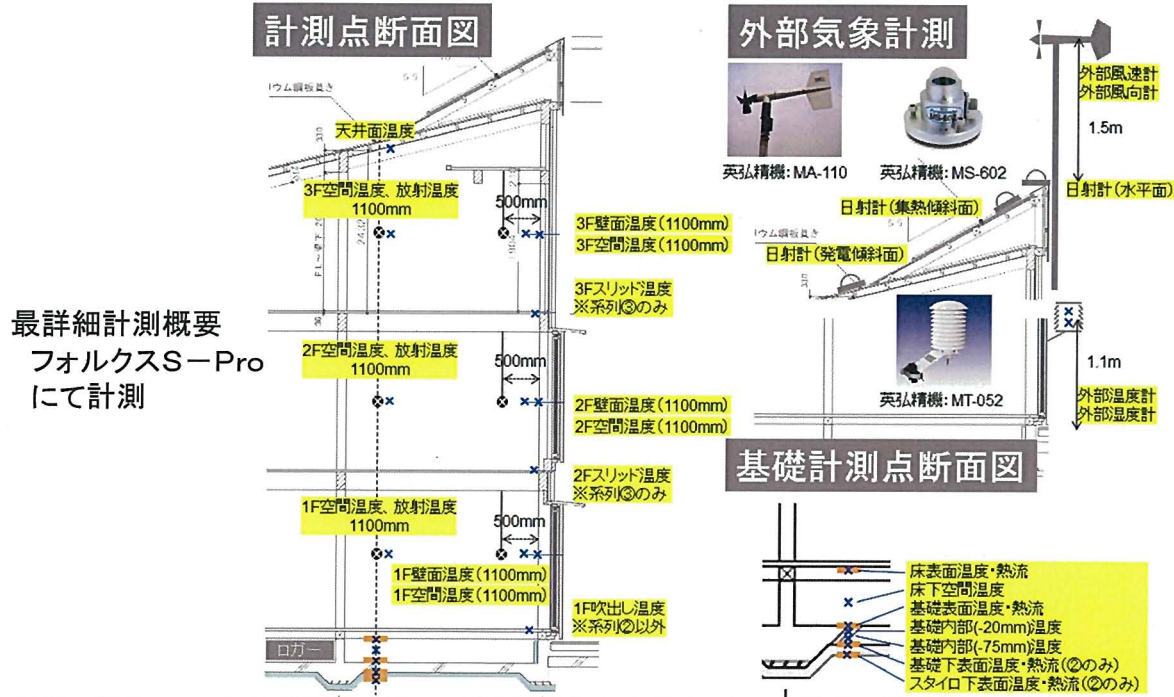 最詳細計測概要
フォルクスS－Pro
にて計測
計測点断面図
天井面温度
3F空間温度、放射温度
1100mm
500mm
3F壁面温度(1100mm)
3F空間温度(1100mm)
3Fスリッド温度
※系列③のみ
2F空間温度、放射温度
1100mm
500mm
2F壁面温度(1100mm)
2F空間温度(1100mm)
2Fスリッド温度
※系列③のみ
1F空間温度、放射温度
1100mm
500mm
1F壁面温度(1100mm)
1F空間温度(1100mm)
1F吹出し温度
※系列②以外
ロガー
外部気象計測
外部風速計
外部風向計
1.5m
英弘精機：MA-110
英弘精機：MS-602
日射計(水平面)
日射計(集熱傾斜面)
日射計(発電傾斜面)
英弘精機：MT-052
1.1m
外部温度計
外部湿度計
基礎計測点断面図
床表面温度・熱流
床下空間温度
基礎表面温度・熱流
基礎内部(-20mm)温度
基礎内部(-75mm)温度
基礎下表面温度・熱流(②のみ)
スタイロ下表面温度・熱流(②のみ)